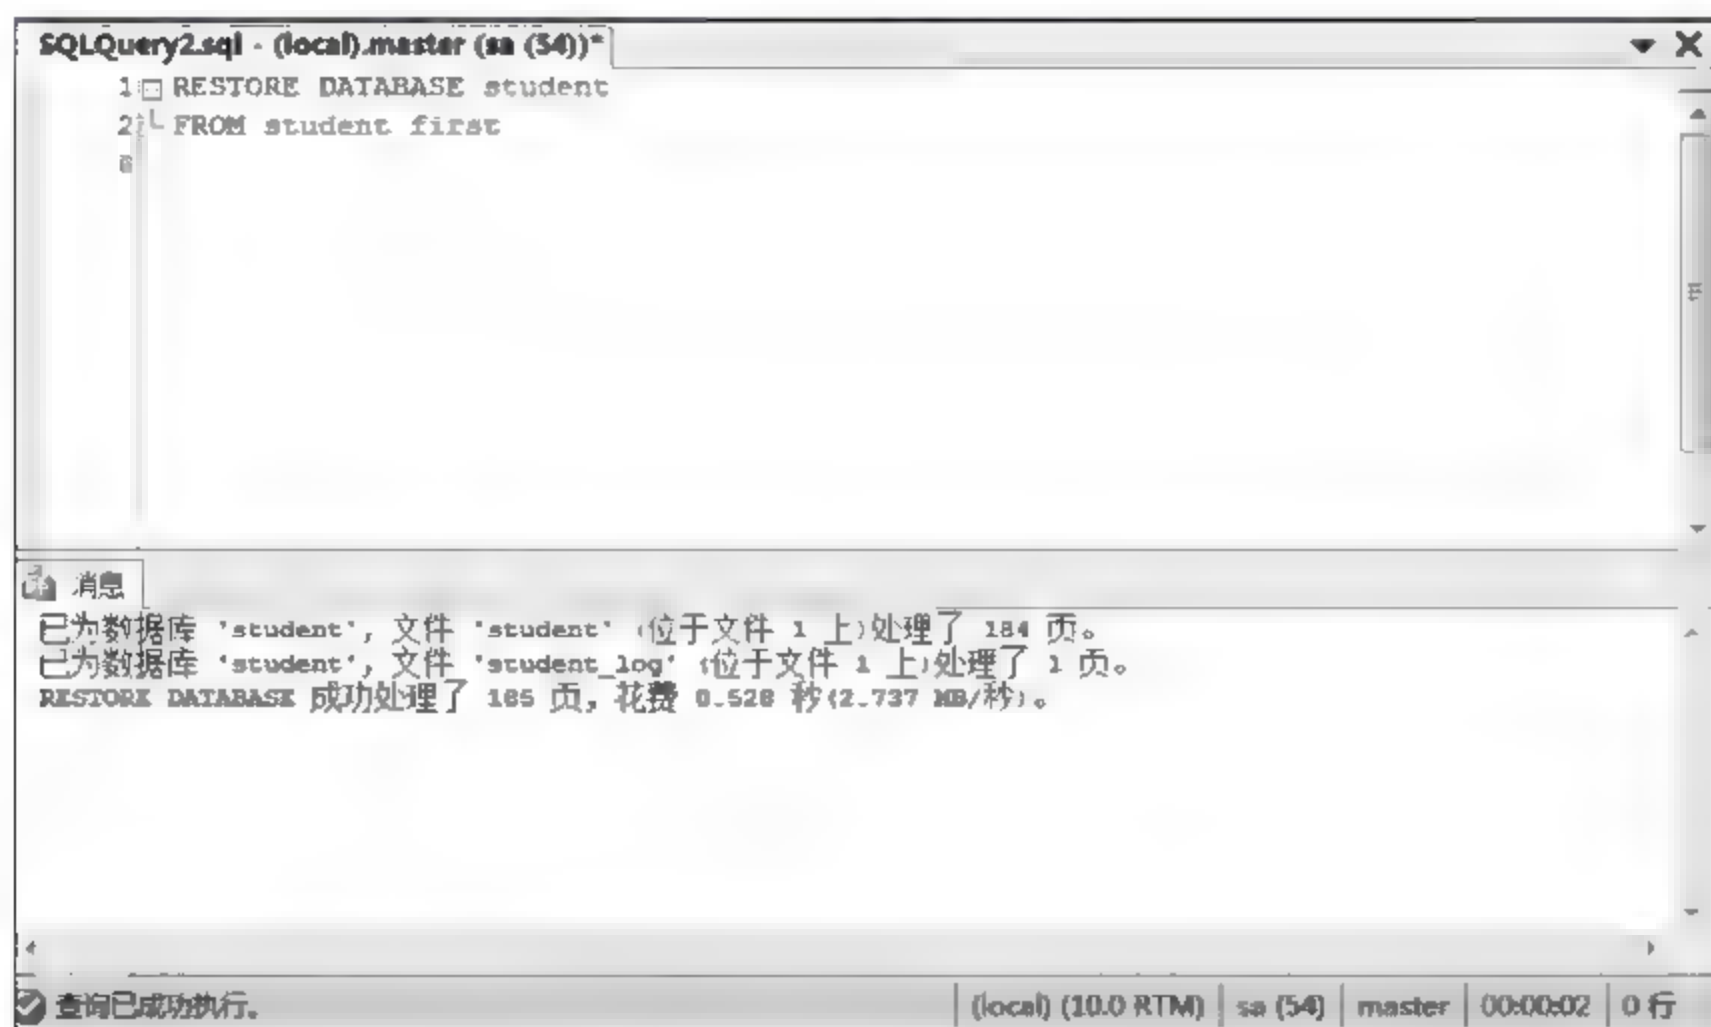 SQLQuery2.sql - (local).master (sa (54))*
1 RESTORE DATABASE student
2 FROM student first
消息
已为数据库 'student'，文件 'student' (位于文件 1 上)处理了 184 页。
已为数据库 'student'，文件 'student_log' (位于文件 1 上)处理了 1 页。
RESTORE DATABASE 成功处理了 185 页，花费 0.528 秒(2.737 MB/秒)。
查询已成功执行。
(local) (10.0 RTM) sa (54) master 00:00:02 0 行